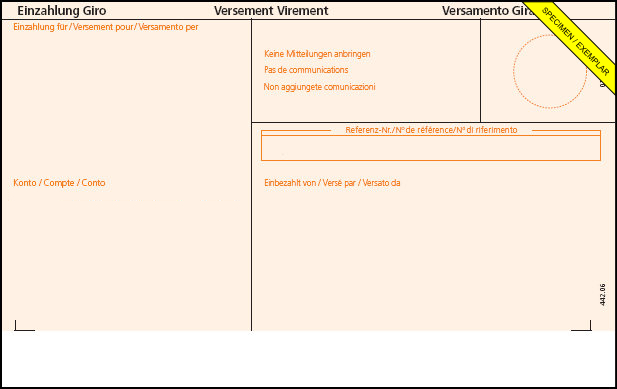 Einzahlung Giro Versement Virement Versamento
SPECIMEN / EXEMPLAR
Einzahlung für / Versement pour / Versamento per
Keine Mitteilungen anbringen
Pas de communications
Non aggiungete comunicazioni
Referenz-Nr./N° de référence/N° di riferimento
Konto / Compte / Conto
Einbezahlt von / Versé par / Versato da
442.06